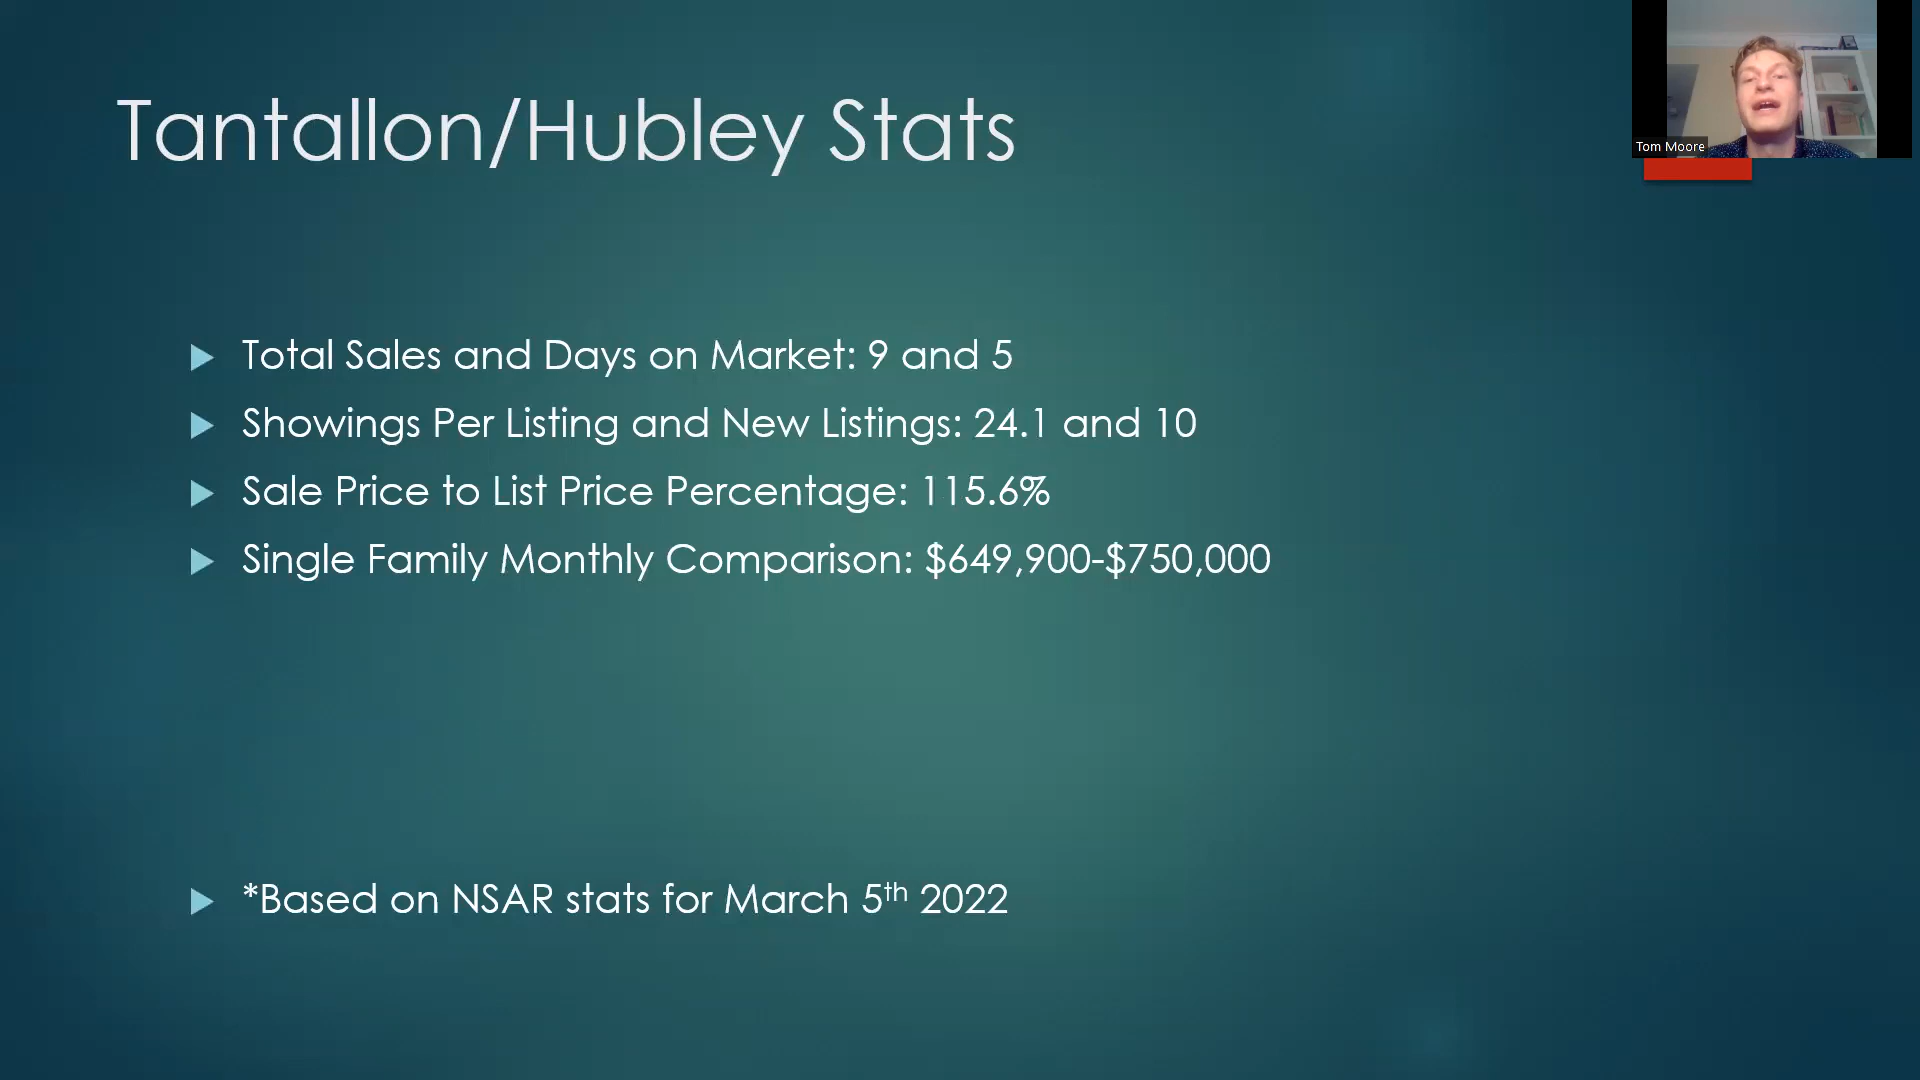 Tantallon/Hubley Stats
Tom Moore
Total Sales and Days on Market: 9 and 5
Showings Per Listing and New Listings: 24.1 and 10
Sale Price to List Price Percentage: 115.6%
Single Family Monthly Comparison: $649,900-$750,000
*Based on NSAR stats for March 5th 2022